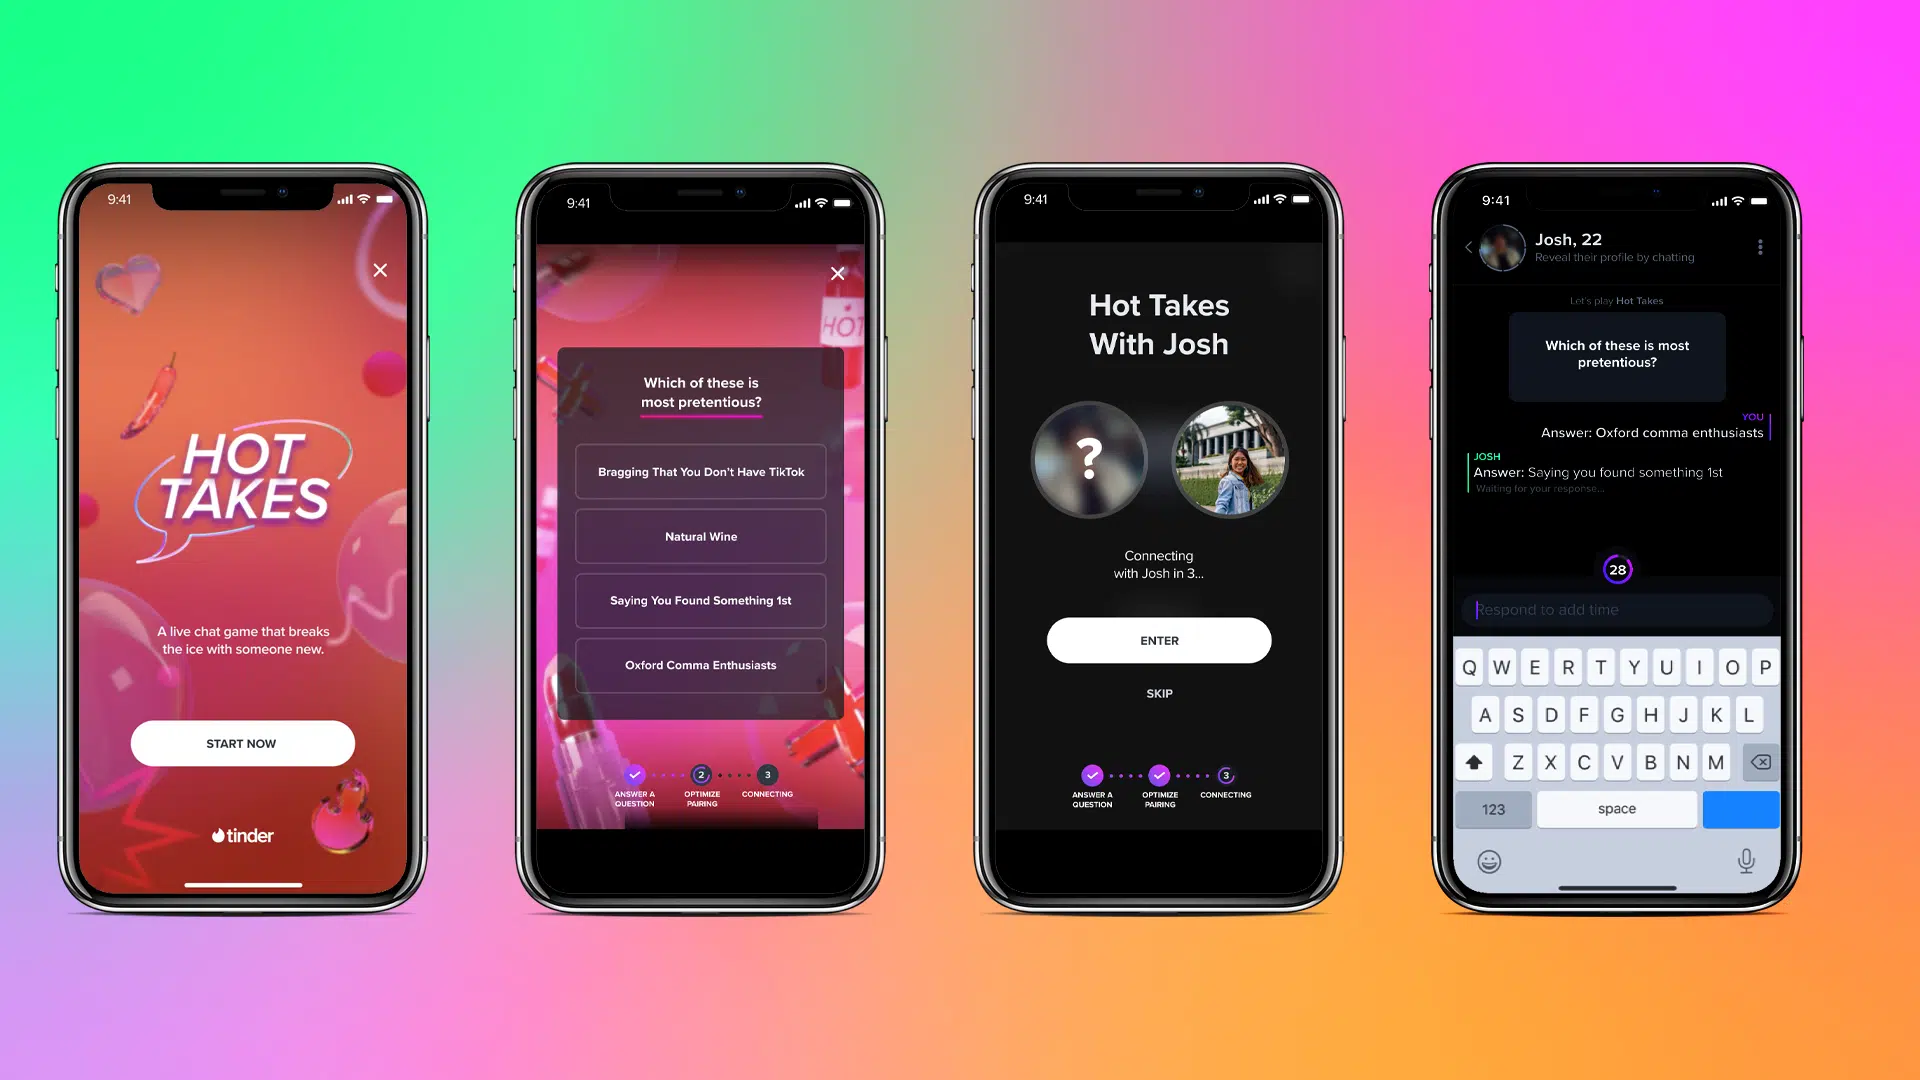 9:41
HOT
TAKES
A live chat game that breaks
the ice with someone new.
START NOW
tinder
9:41
HOT
Which of these is
most pretentious?
Bragging That You Don't Have TikTok
Natural Wine
Saying You Found Something 1st
Oxford Comma Enthusiasts
2
3
ANSWER A
QUESTION
OPTIMIZE
PAIRING
CONNECTING
9:41
Hot Takes
With Josh
?
Connecting
with Josh in 3...
ENTER
SKIP
3
ANSWER A
QUESTION
OPTIMIZE
PAIRING
CONNECTING
9:41
Josh, 22
Reveal their profile by chatting
Let's play Hot Takes
Which of these is most
pretentious?
YOU
Answer: Oxford comma enthusiasts
JOSH
Answer: Saying you found something 1st
Waiting for your response...
28
Respond to add time
Q W E R T Y U I O P
A S D F G H J K L
Z X C V B N M
123
space